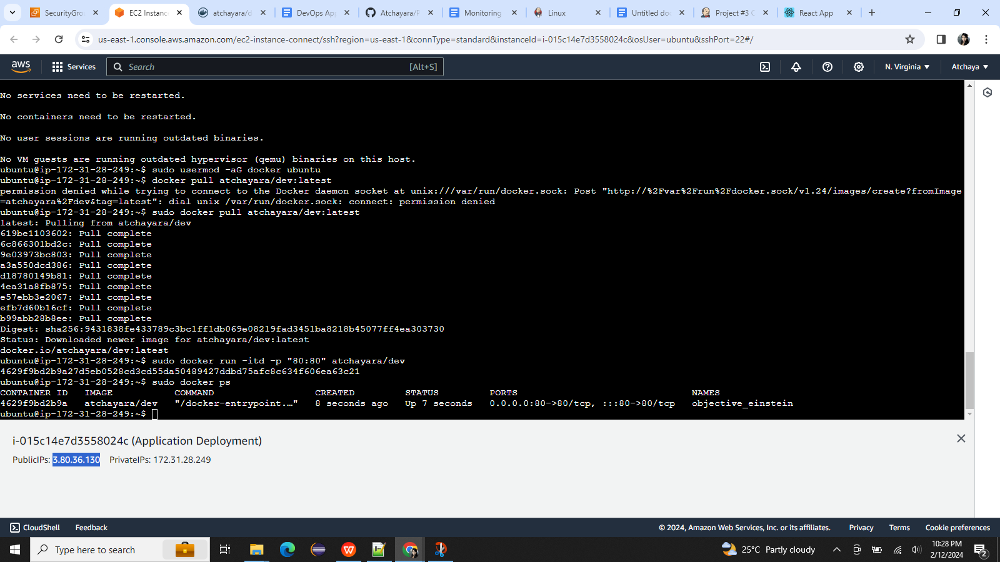 SecurityGro
EC2 Instanc
atchayara/d
DevOps App
Atchayara/P
Monitoring
Linux
Untitled doc
Project #3 C
React App
us-east-1.console.aws.amazon.com/ec2-instance-connect/ssh?region=us-east-1&connType=standard&instanceId=i-015c14e7d3558024c&osUser=ubuntu&sshPort=22#/
aws Services Search [Alt+S] N. Virginia Atchaya
No services need to be restarted.
No containers need to be restarted.
No user sessions are running outdated binaries.
No VM guests are running outdated hypervisor (qemu) binaries on this host.
ubuntu@ip-172-31-28-249:~$ sudo usermod -aG docker ubuntu
ubuntu@ip-172-31-28-249:~$ docker pull atchayara/dev:latest
permission denied while trying to connect to the Docker daemon socket at unix:///var/run/docker.sock: Post "http://%2Fvar%2Frun%2Fdocker.sock/v1.24/images/create?fromImage
=atchayara%2Fdev&tag=latest": dial unix /var/run/docker.sock: connect: permission denied
ubuntu@ip-172-31-28-249:~$ sudo docker pull atchayara/dev:latest
latest: Pulling from atchayara/dev
619be1103602: Pull complete
6c866301bd2c: Pull complete
9e03973bc803: Pull complete
a3a550dcd386: Pull complete
d18780149b81: Pull complete
4ea31a8fb875: Pull complete
e57ebb3e2067: Pull complete
efb7d60b16cf: Pull complete
b99abb28b8ee: Pull complete
Digest: sha256:9431838fe433789c3bc1ff1db069e08219fad3451ba8218b45077ff4ea303730
Status: Downloaded newer image for atchayara/dev:latest
docker.io/atchayara/dev:latest
ubuntu@ip-172-31-28-249:~$ sudo docker run -itd -p "80:80" atchayara/dev
4629f9bd2b9a27d5eb0528cd3cd55da50489427ddbd75afc8c634f606ea63c21
ubuntu@ip-172-31-28-249:~$ sudo docker ps
CONTAINER ID IMAGE COMMAND CREATED STATUS PORTS NAMES
4629f9bd2b9a atchayara/dev "/docker-entrypoint.…" 8 seconds ago Up 7 seconds 0.0.0.0:80->80/tcp, :::80->80/tcp objective_einstein
ubuntu@ip-172-31-28-249:~$
i-015c14e7d3558024c (Application Deployment)
PublicIPs: 3.80.36.130 PrivateIPs: 172.31.28.249
CloudShell Feedback © 2024, Amazon Web Services, Inc. or its affiliates. Privacy Terms Cookie preferences
Type here to search
25°C Partly cloudy
10:28 PM
2/12/2024
2